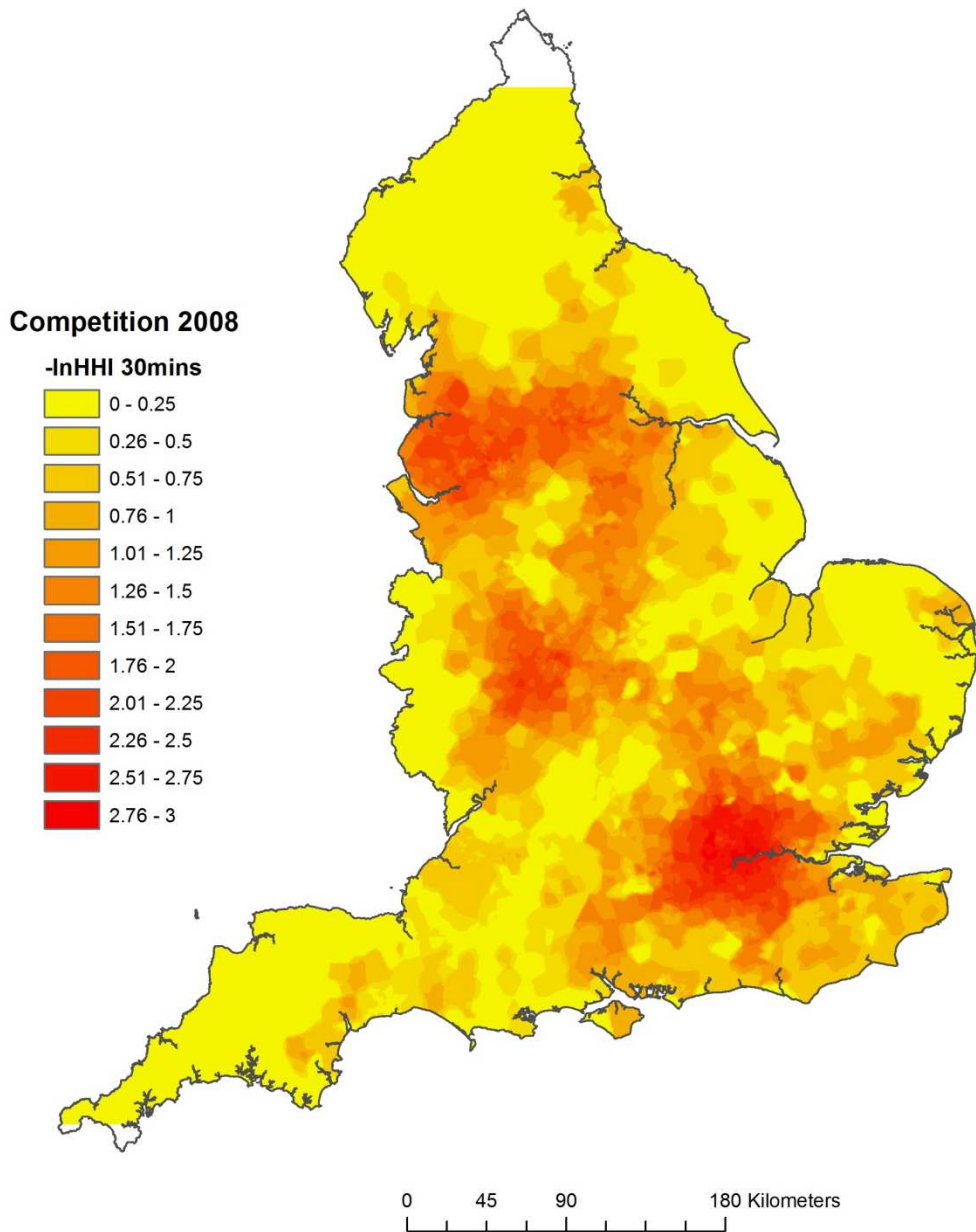 Competition 2008
-lnHHI 30mins
0 - 0.25
0.26 - 0.5
0.51 - 0.75
0.76 - 1
1.01 - 1.25
1.26 - 1.5
1.51 - 1.75
1.76 - 2
2.01 - 2.25
2.26 - 2.5
2.51 - 2.75
2.76 - 3
0 45 90 180 Kilometers